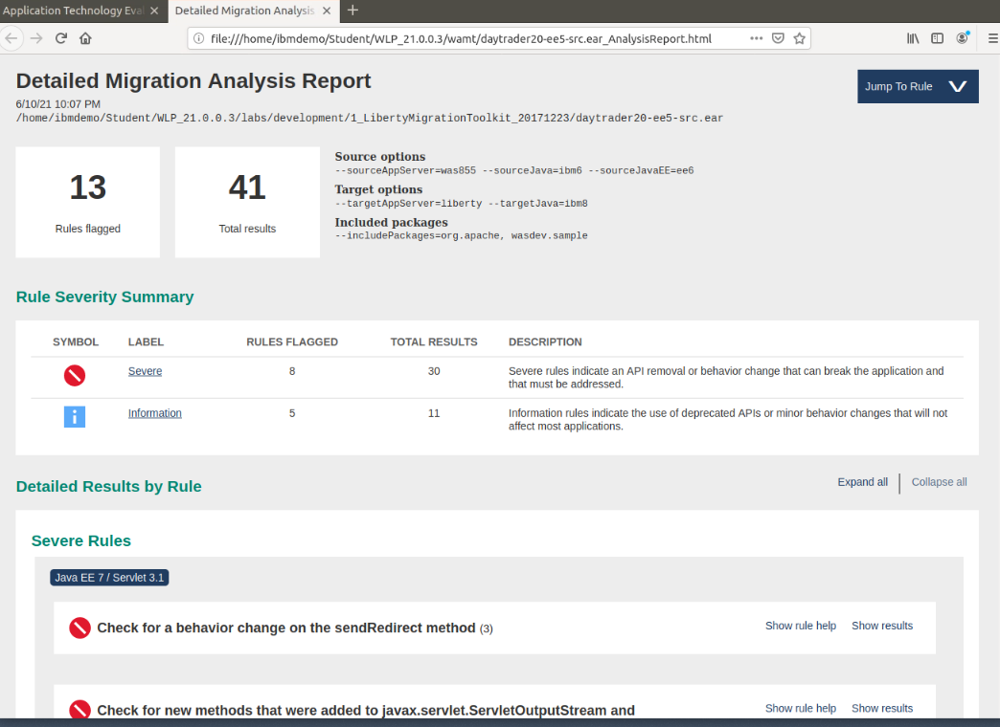 Application Technology Eval
Detailed Migration Analysis
file:///home/ibmdemo/Student/WLP_21.0.0.3/wamt/daytrader20-ee5-src.ear_AnalysisReport.html
Detailed Migration Analysis Report
Jump To Rule
6/10/21 10:07 PM
/home/ibmdemo/Student/WLP_21.0.0.3/labs/development/1_LibertyMigrationToolkit_20171223/daytrader20-ee5-src.ear
13
Rules flagged
41
Total results
Source options
--sourceAppServer=was855 --sourceJava=ibm6 --sourceJavaEE=ee6
Target options
--targetAppServer=liberty --targetJava=ibm8
Included packages
--includePackages=org.apache, wasdev.sample
Rule Severity Summary
SYMBOL LABEL RULES FLAGGED TOTAL RESULTS DESCRIPTION
Severe 8 30 Severe rules indicate an API removal or behavior change that can break the application and
that must be addressed.
Information 5 11 Information rules indicate the use of deprecated APIs or minor behavior changes that will not
affect most applications.
Detailed Results by Rule
Expand all Collapse all
Severe Rules
Java EE 7 / Servlet 3.1
Check for a behavior change on the sendRedirect method (3)
Show rule help Show results
Check for new methods that were added to javax.servlet.ServletOutputStream and
Show rule help Show results